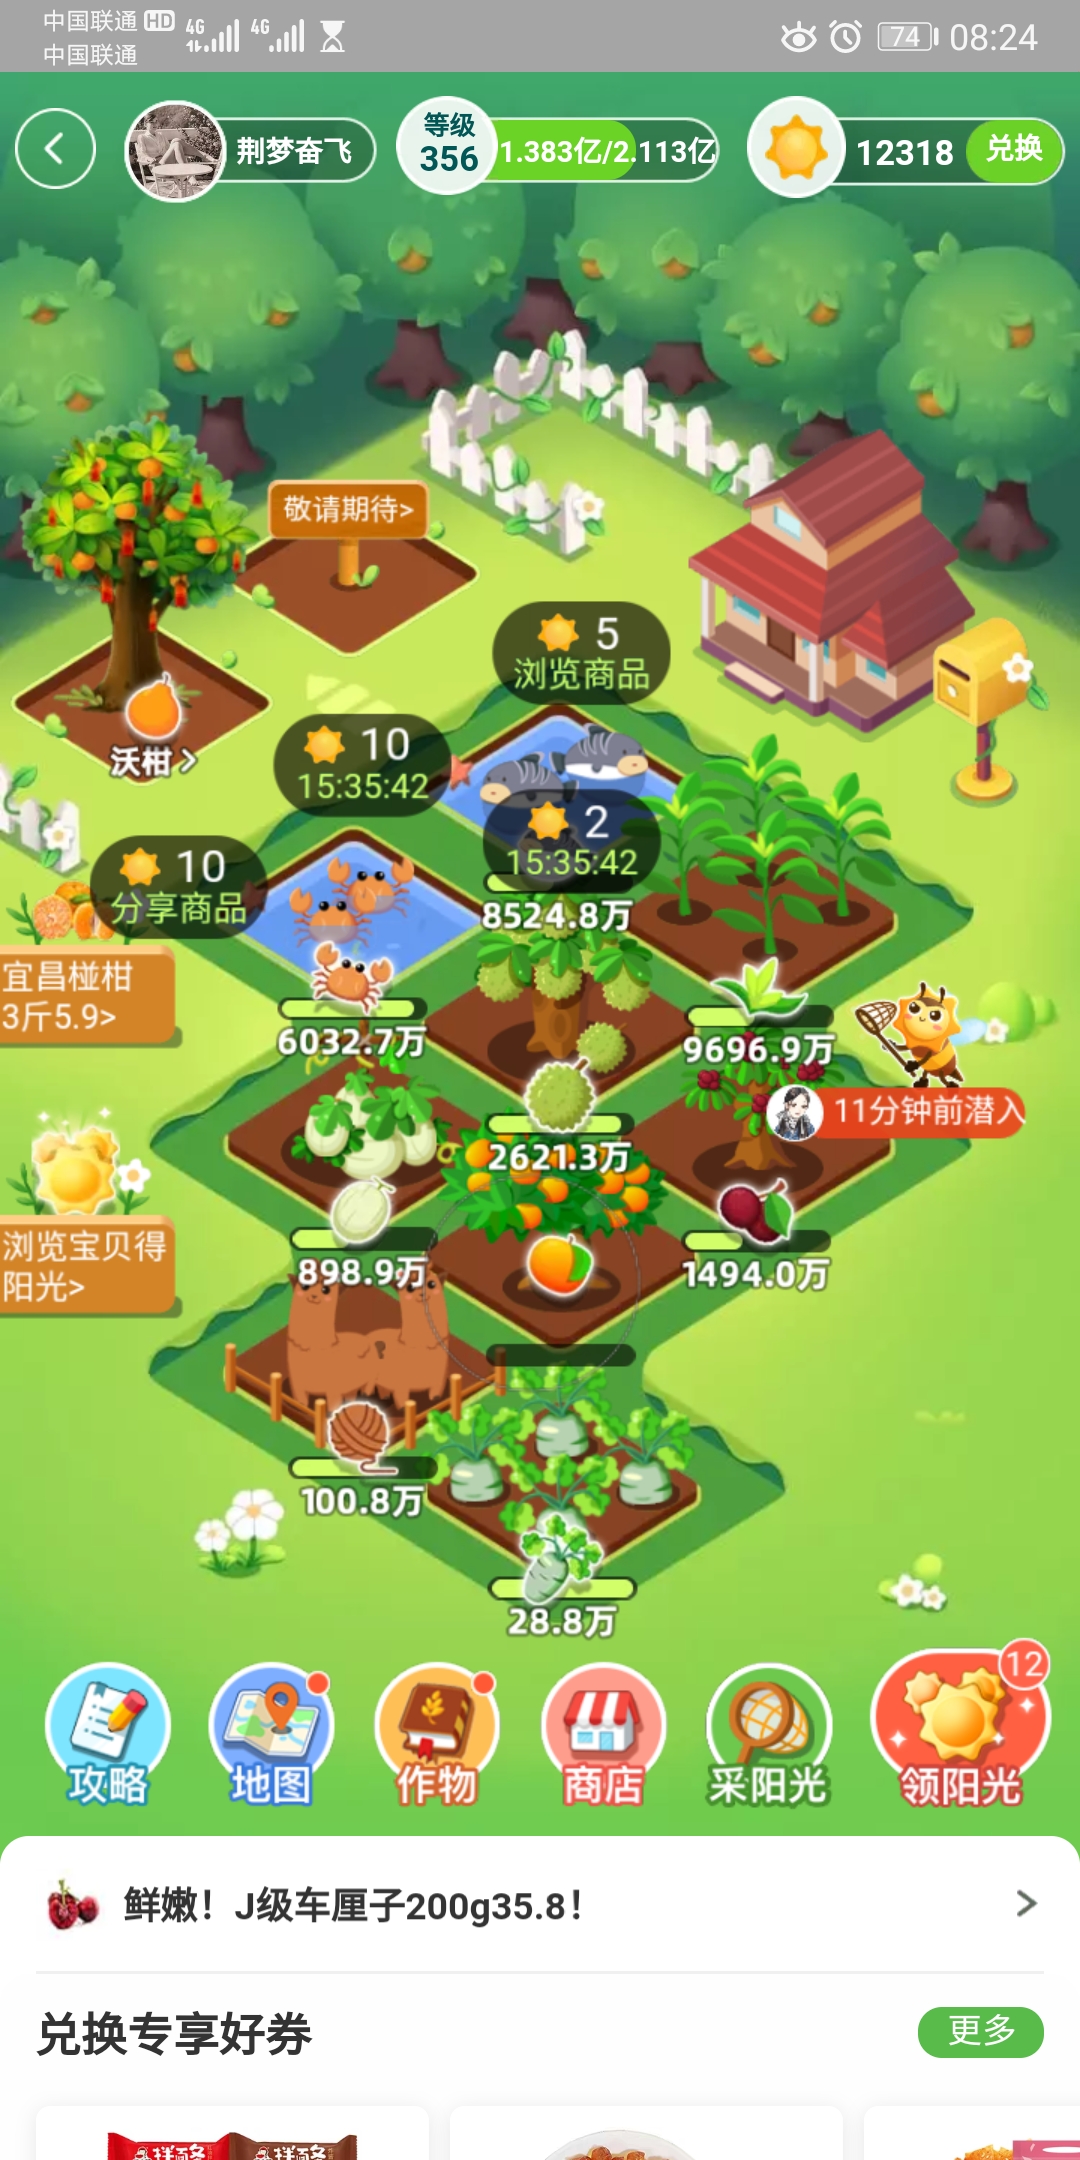 中国联通 HD 4G 4G
中国联通
74 08:24
荆梦奋飞
等级
356
1.383亿/2.113亿
12318 兑换
敬请期待>
5
浏览商品
沃柑>
10
15:35:42
2
15:35:42
10
分享商品
8524.8万
宜昌椪柑
3斤5.9>
6032.7万
9696.9万
11分钟前潜入
2621.3万
浏览宝贝得
阳光>
898.9万
1494.0万
100.8万
28.8万
12
攻略
地图
作物
商店
采阳光
领阳光
鲜嫩！J级车厘子200g35.8！
兑换专享好券
更多